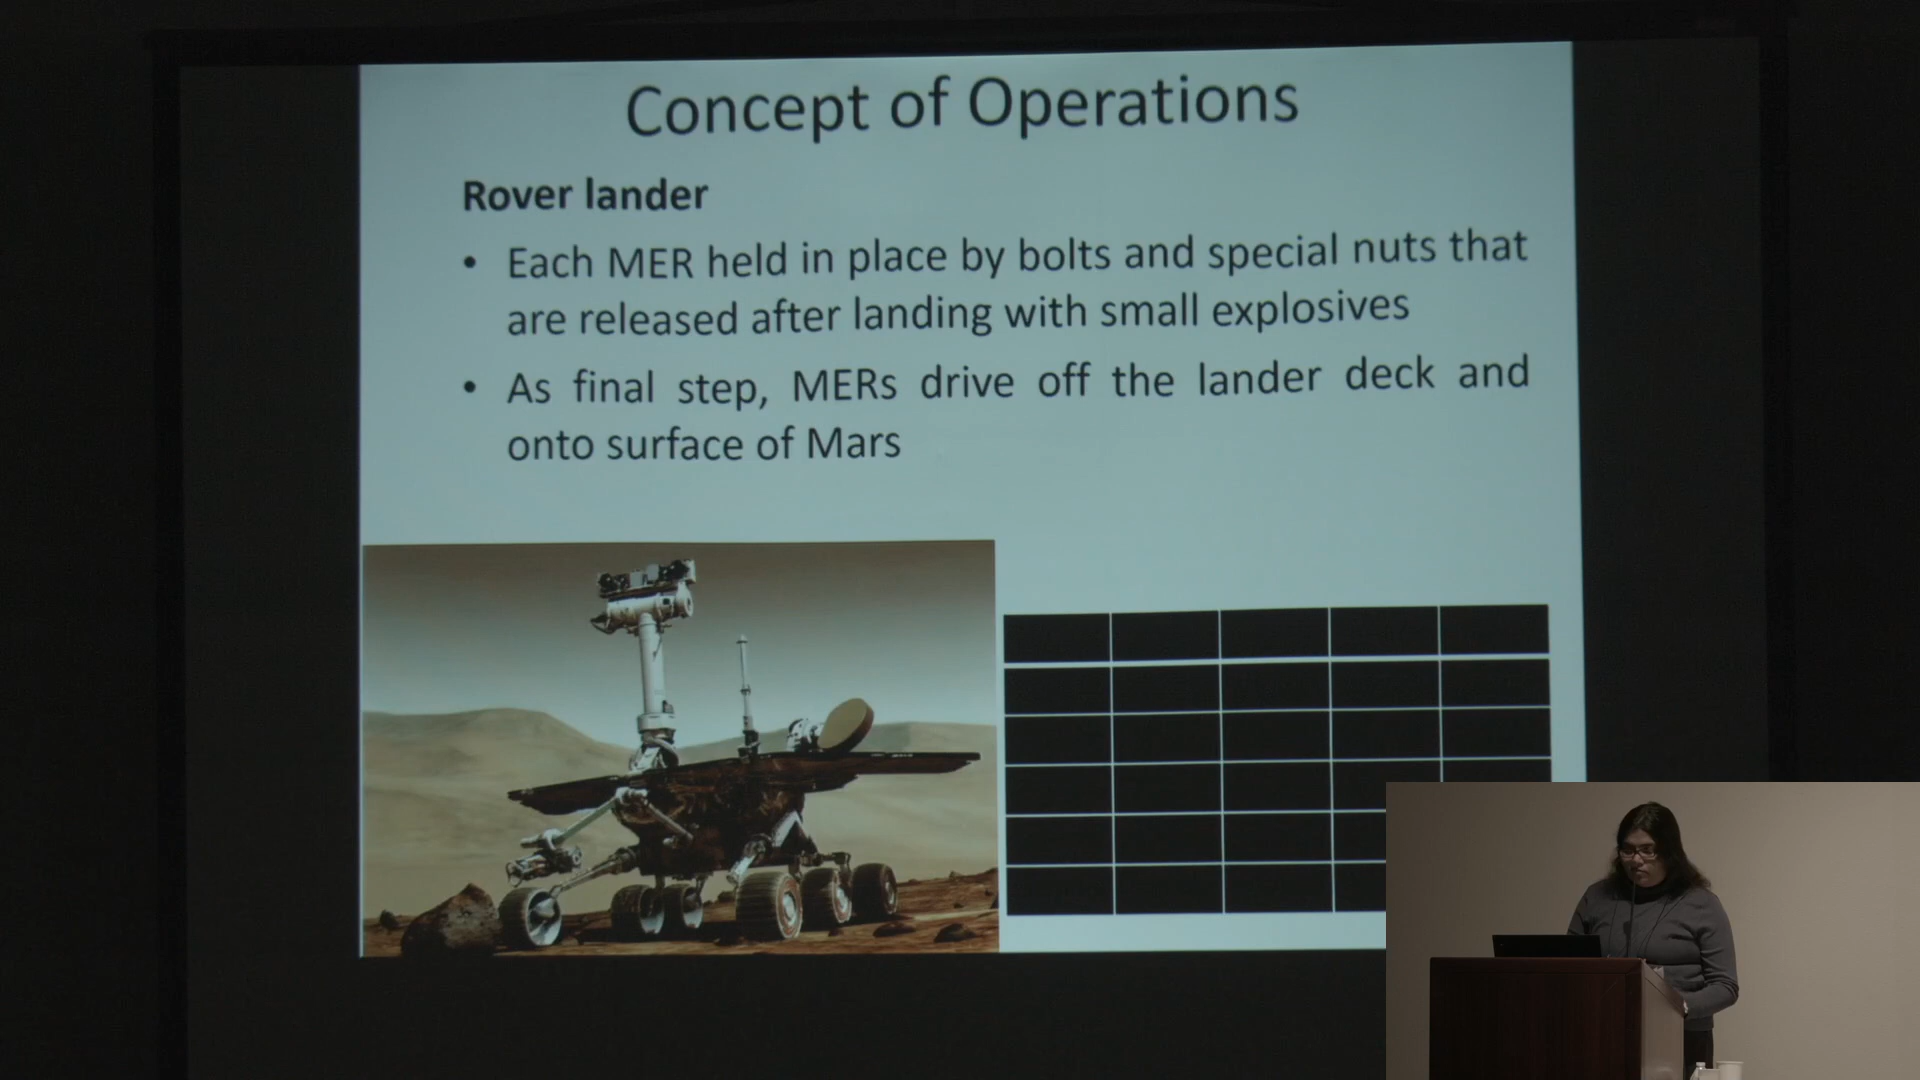 Concept of Operations
Rover lander
• Each MER held in place by bolts and special nuts that
are released after landing with small explosives
• As final step, MERs drive off the lander deck and
onto surface of Mars